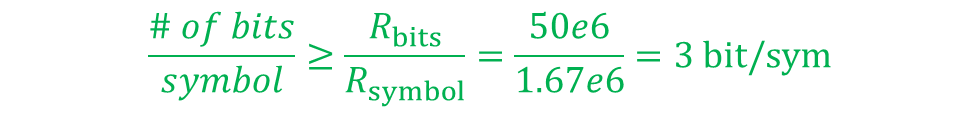 # of bits / symbol ≥ R_bits / R_symbol = 50e6 / 1.67e6 = 3 bit/sym